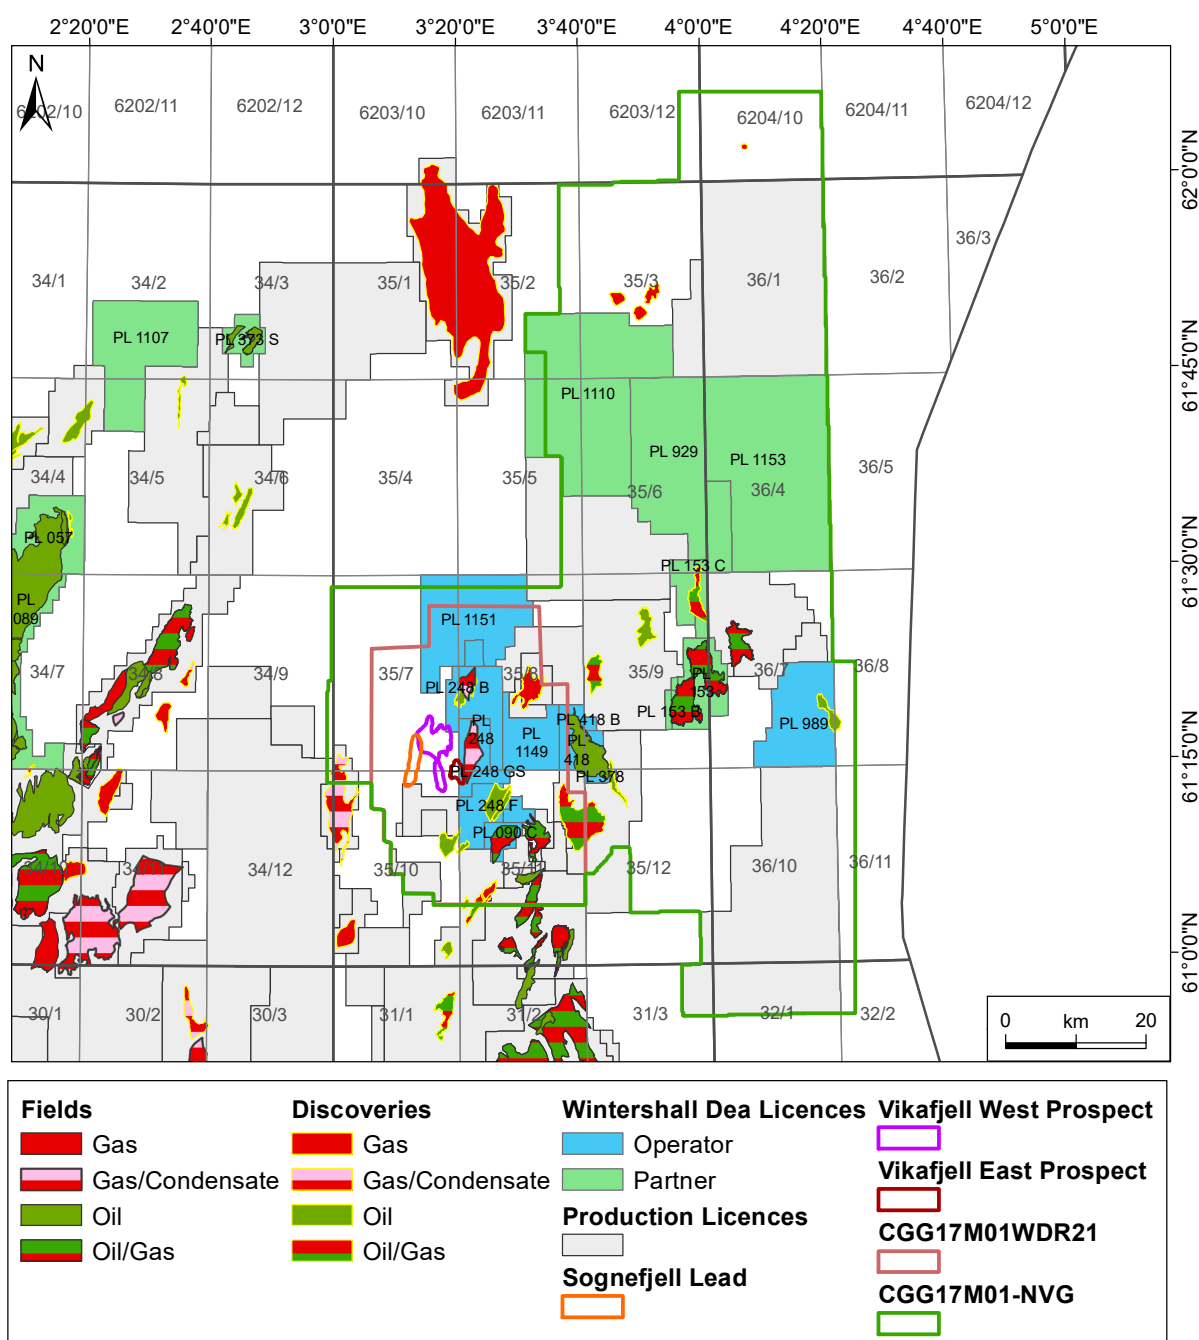 2°20'0"E 2°40'0"E 3°0'0"E 3°20'0"E 3°40'0"E 4°0'0"E 4°20'0"E 4°40'0"E 5°0'0"E
N
6202/10 6202/11 6202/12 6203/10 6203/11 6203/12 6204/10 6204/11 6204/12
62°0'0"N
34/1 34/2 34/3 35/1 35/2 35/3 36/1 36/2 36/3
PL 1107 PL 373 S
61°45'0"N
PL 1110
PL 929 PL 1153
34/4 34/5 34/6 35/4 35/5 35/6 36/4 36/5
PL 057
61°30'0"N
PL 153 C
PL
089
PL 1151
34/7 34/8 34/9 35/7 35/8 35/9 36/7 36/8
PL 248 B
PL
153
PL 153 B
PL
248
PL
1149
PL 418 B
PL
418
PL 989
61°15'0"N
PL 248 GS PL 378
PL 248 F
PL 090 C
34/10 34/11 34/12 35/10 35/11 35/12 36/10 36/11
61°0'0"N
30/1 30/2 30/3 31/1 31/2 31/3 32/1 32/2
0 km 20
Fields
Gas
Gas/Condensate
Oil
Oil/Gas
Discoveries
Gas
Gas/Condensate
Oil
Oil/Gas
Wintershall Dea Licences
Operator
Partner
Production Licences
Sognefjell Lead
Vikafjell West Prospect
Vikafjell East Prospect
CGG17M01WDR21
CGG17M01-NVG